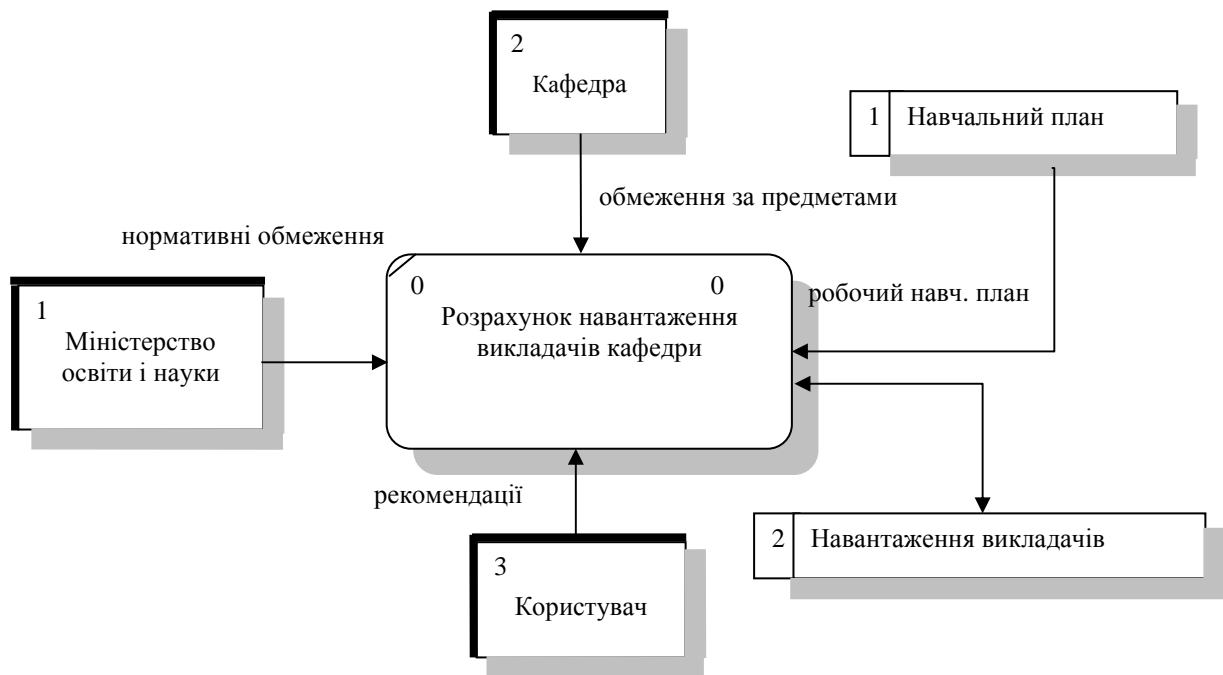 2
Кафедра
1 Навчальний план
обмеження за предметами
нормативні обмеження
0 0
Розрахунок навантаження
викладачів кафедри
робочий навч. план
1
Міністерство
освіти і науки
рекомендації
3
Користувач
2 Навантаження викладачів